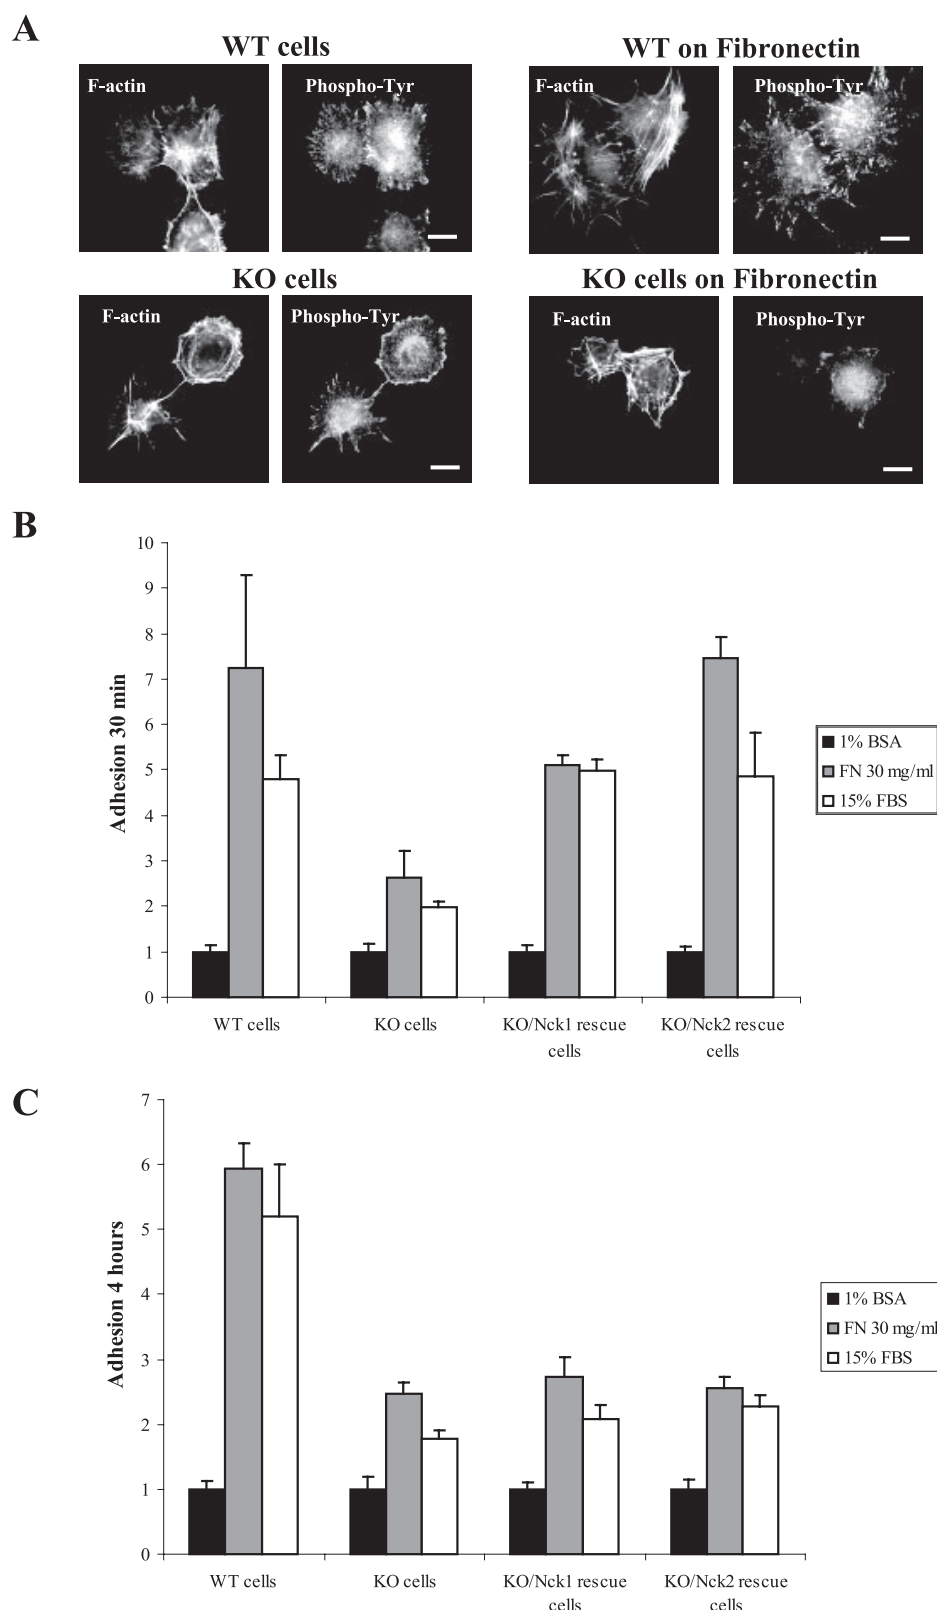 A
WT cells
WT on Fibronectin
F-actin
Phospho-Tyr
F-actin
Phospho-Tyr
KO cells
KO cells on Fibronectin
F-actin
Phospho-Tyr
F-actin
Phospho-Tyr
B
Adhesion 30 min
10
9
8
7
6
5
4
3
2
1
0
1% BSA
FN 30 mg/ml
15% FBS
WT cells
KO cells
KO/Nck1 rescue
cells
KO/Nck2 rescue
cells
C
Adhesion 4 hours
7
6
5
4
3
2
1
0
1% BSA
FN 30 mg/ml
15% FBS
WT cells
KO cells
KO/Nck1 rescue
cells
KO/Nck2 rescue
cells